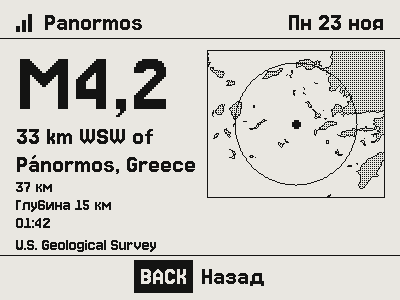 Panormos
Пн 23 ноя
M4,2
33 km WSW of
Pánormos, Greece
37 км
Глубина 15 км
01:42
U.S. Geological Survey
BACK Назад